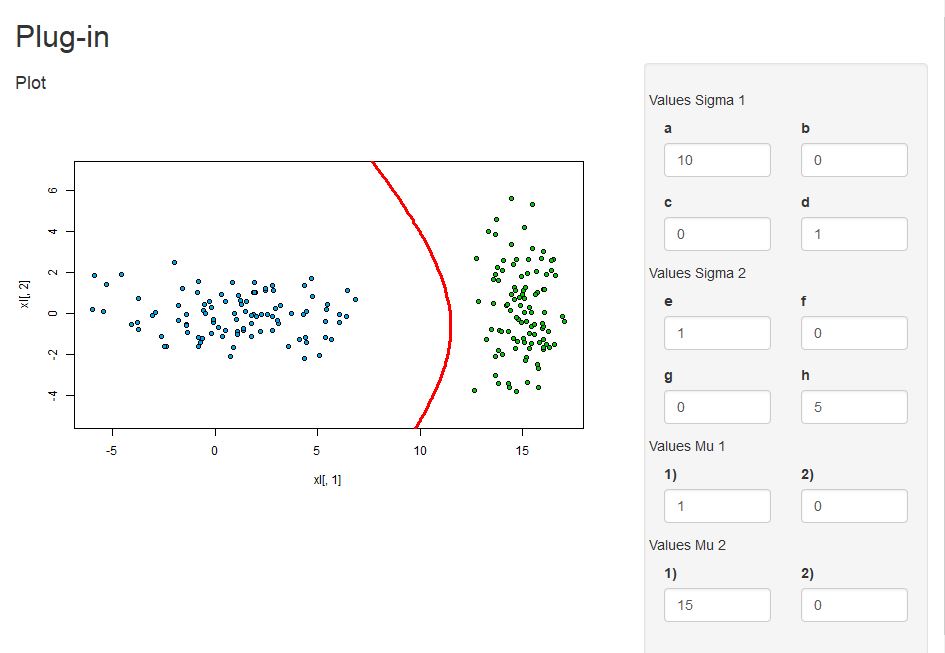 Plug-in
Plot
6
4
2
0
-2
-4
xl[, 2]
-5 0 5 10 15
xl[, 1]
Values Sigma 1
a b
10 0
c d
0 1
Values Sigma 2
e f
1 0
g h
0 5
Values Mu 1
1) 2)
1 0
Values Mu 2
1) 2)
15 0